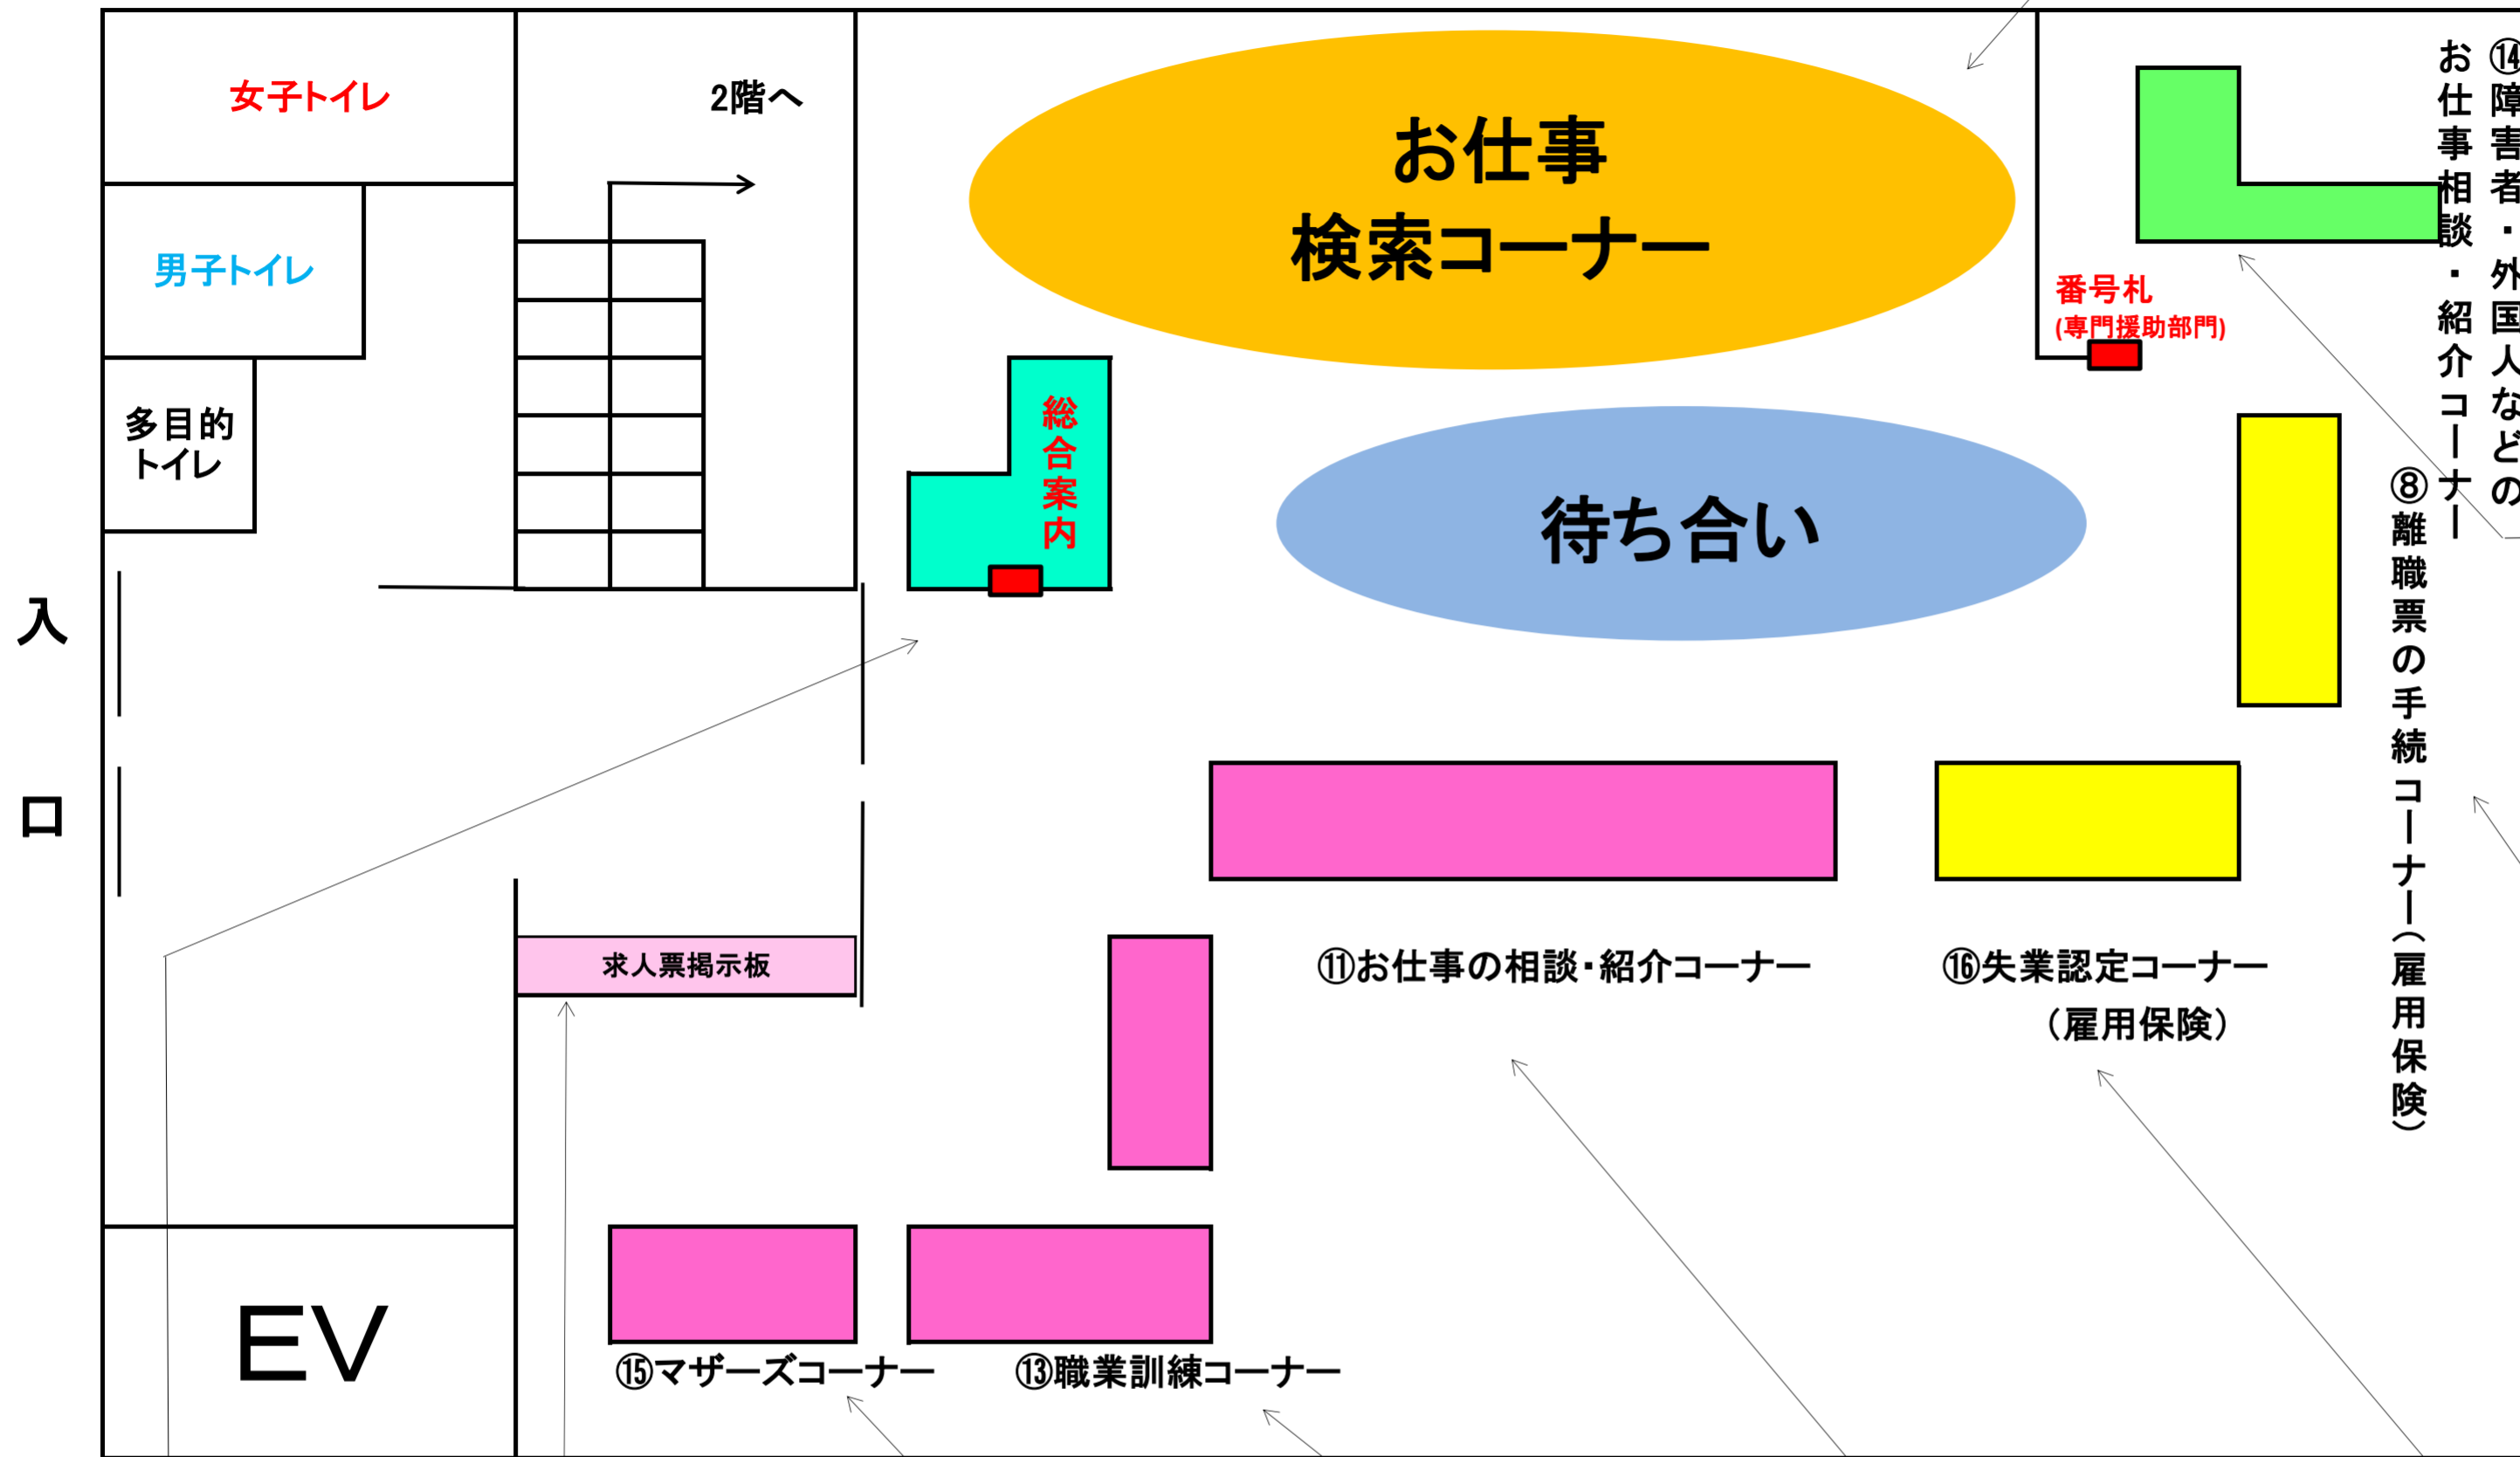 女子トイレ
2階へ
男子トイレ
多目的
トイレ
入口
お仕事
検索コーナー
総合案内
待ち合い
番号札
(専門援助部門)
⑭障害者・外国人などの
お仕事相談・紹介コーナー
⑧離職票の手続コーナー(雇用保険)
求人票掲示板
⑪お仕事の相談・紹介コーナー
⑯失業認定コーナー
(雇用保険)
EV
⑮マザーズコーナー
⑬職業訓練コーナー